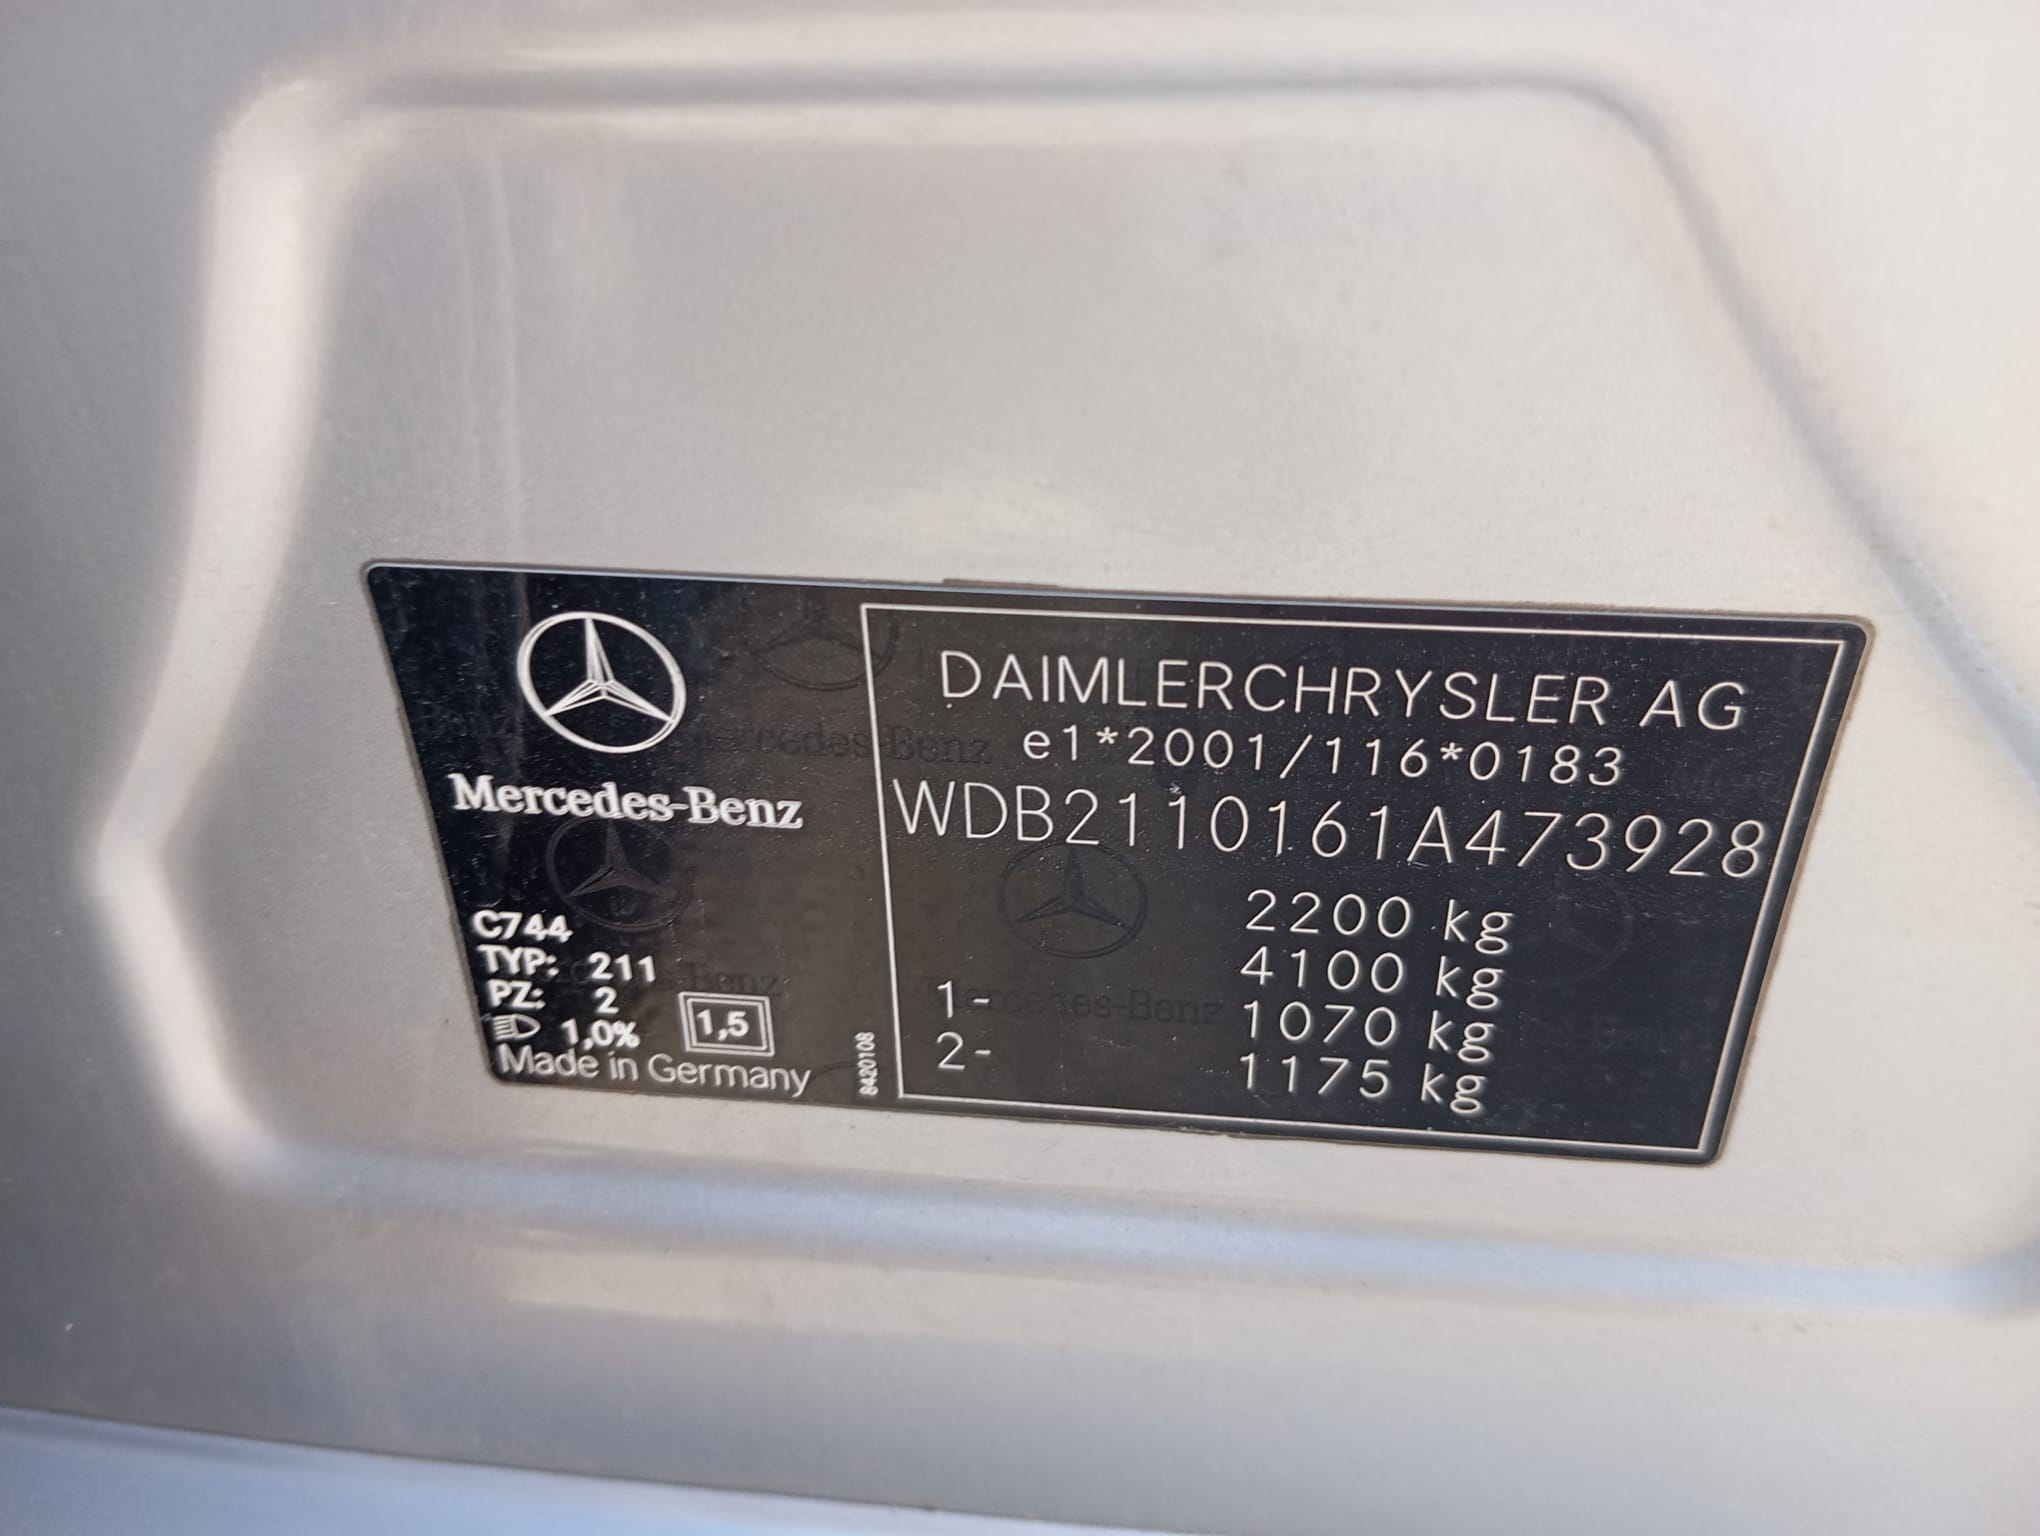 Mercedes-Benz
C744
TYP: 211
PZ: 2
1,0% 1,5
Made in Germany
8420108
DAIMLERCHRYSLER AG
e1*2001/116*0183
WDB2110161A473928
2200 kg
4100 kg
1- 1070 kg
2- 1175 kg